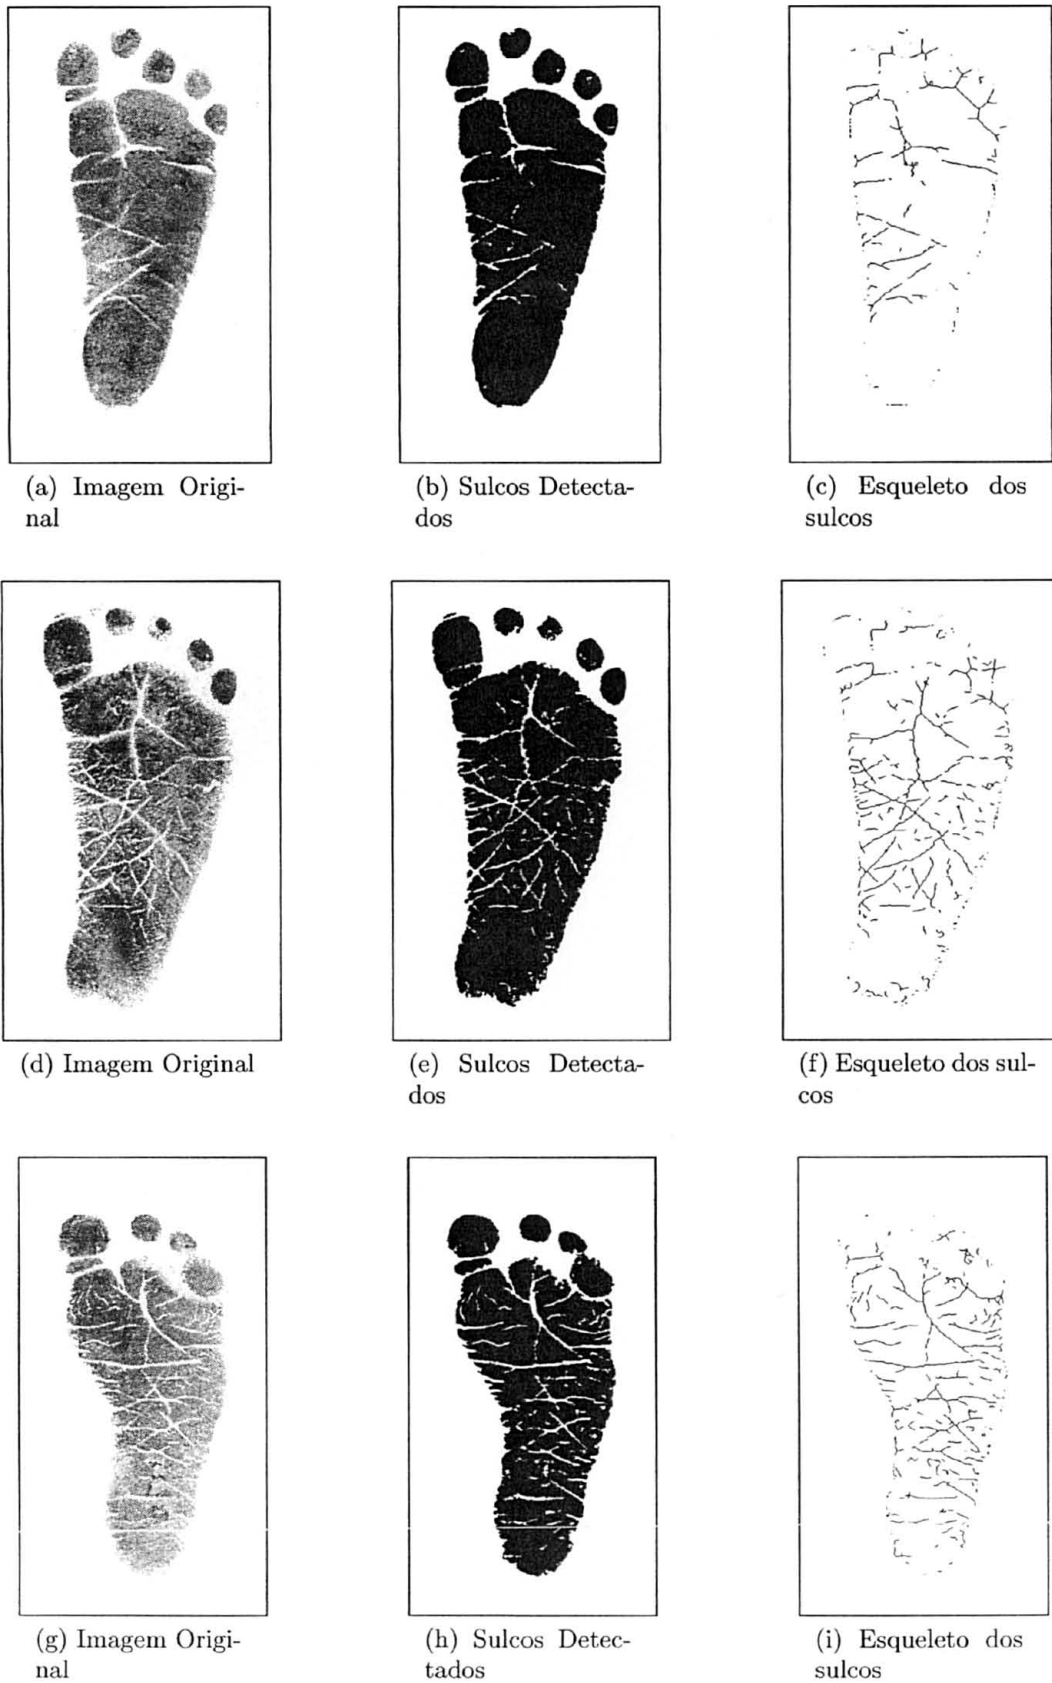 (a) Imagem Origi-
nal
(b) Sulcos Detecta-
dos
(c) Esqueleto dos
sulcos
(d) Imagem Original
(e) Sulcos Detecta-
dos
(f) Esqueleto dos sul-
cos
(g) Imagem Origi-
nal
(h) Sulcos Detec-
tados
(i) Esqueleto dos
sulcos